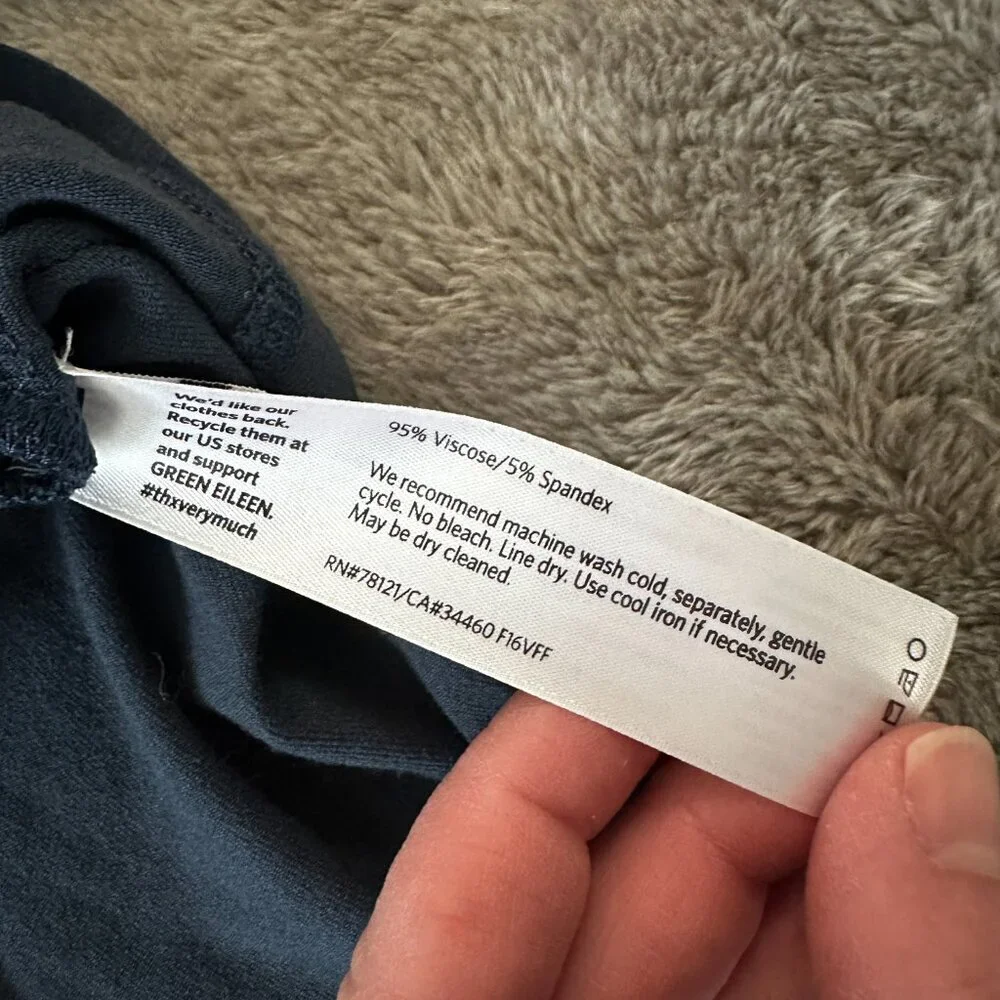 We'd like our
clothes back.
Recycle them at
our US stores
and support
GREEN EILEEN.
#thxverymuch
95% Viscose/5% Spandex
We recommend machine wash cold, separately, gentle
cycle. No bleach. Line dry. Use cool iron if necessary.
May be dry cleaned.
RN#78121/CA#34460 F16VFF